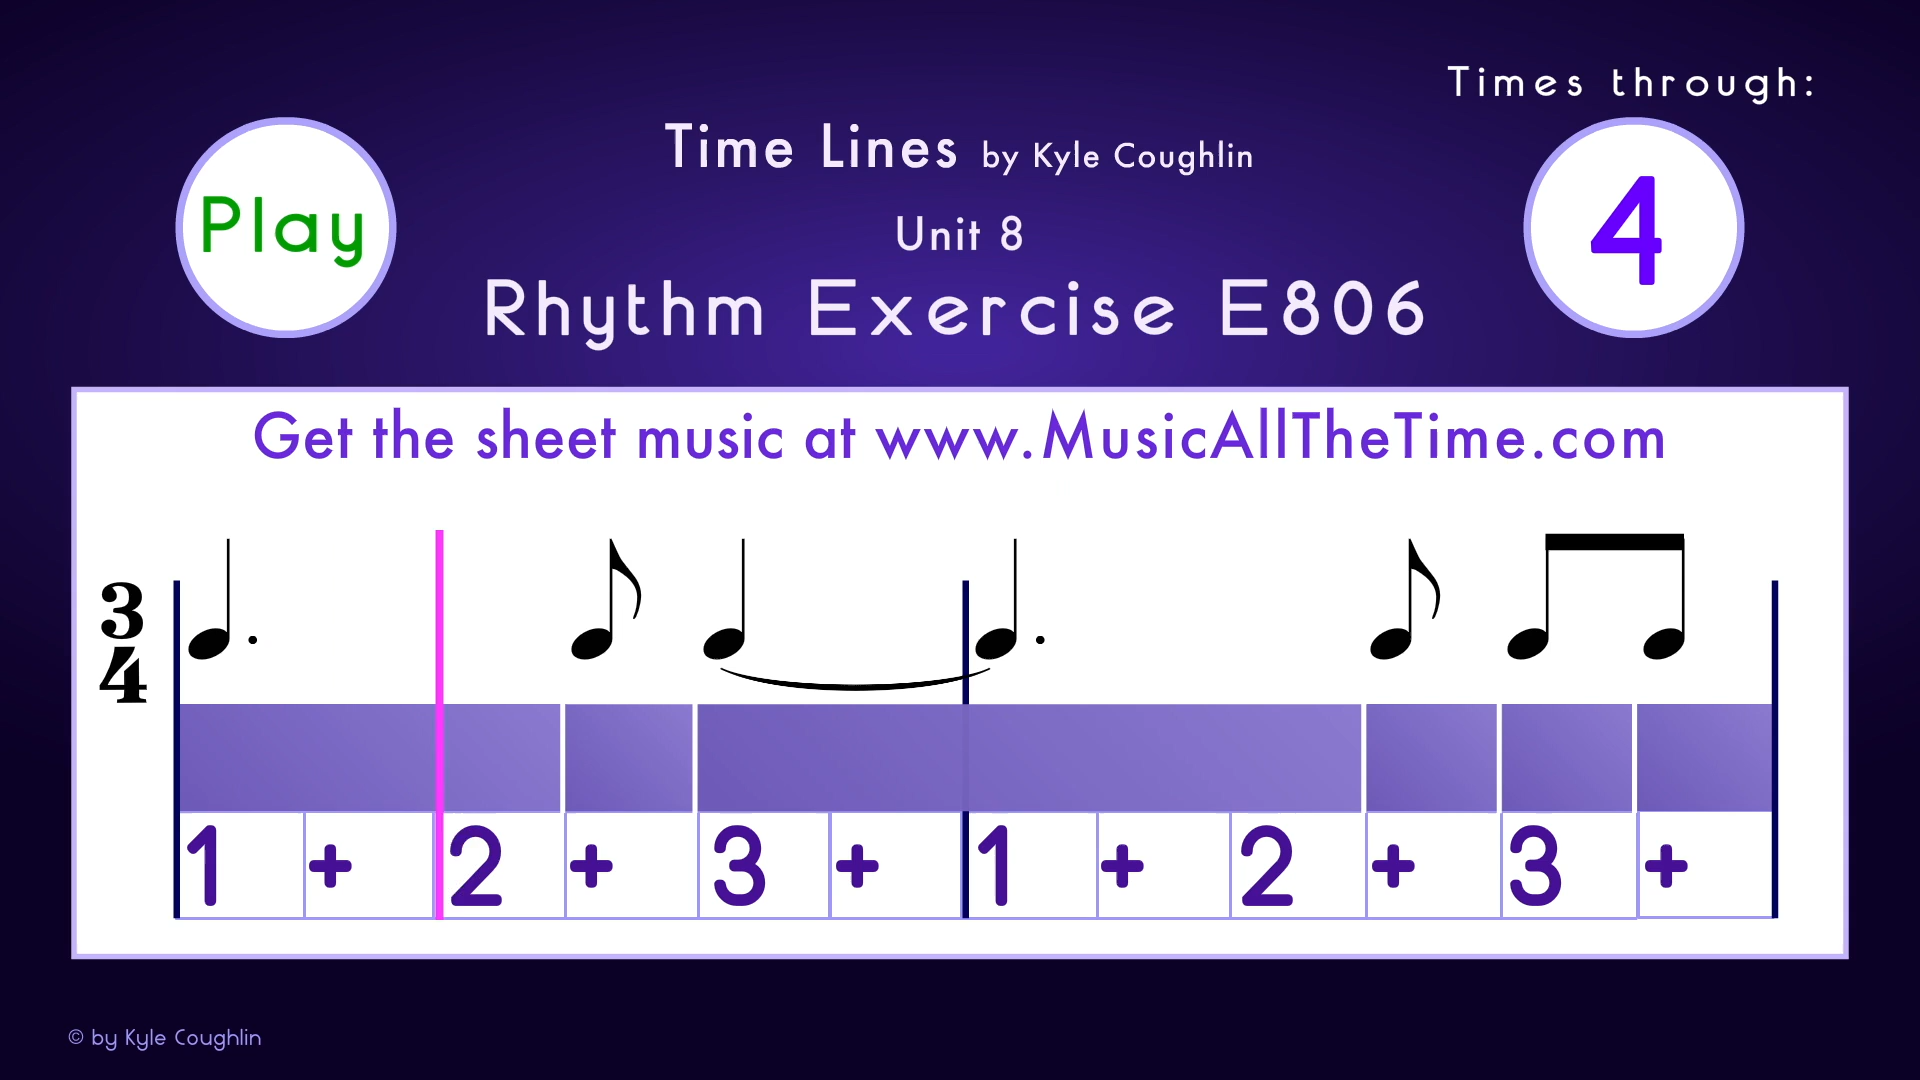 Times through:
Play
Time Lines by Kyle Coughlin
4
Unit 8
Rhythm Exercise E806
Get the sheet music at www.MusicAllTheTime.com
3
4
1 + 2 + 3 + 1 + 2 + 3 +
© by Kyle Coughlin